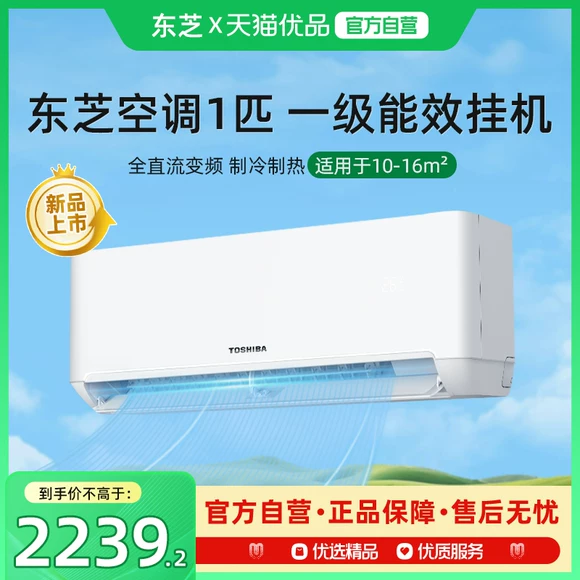 东芝X天猫优品 官方自营
东芝空调1匹 一级能效挂机
全直流变频 制冷制热 适用于10-16m²
新品
上市
TOSHIBA
到手价不高于:
2239.2
官方自营·正品保障·售后无忧
优选精品 优质服务